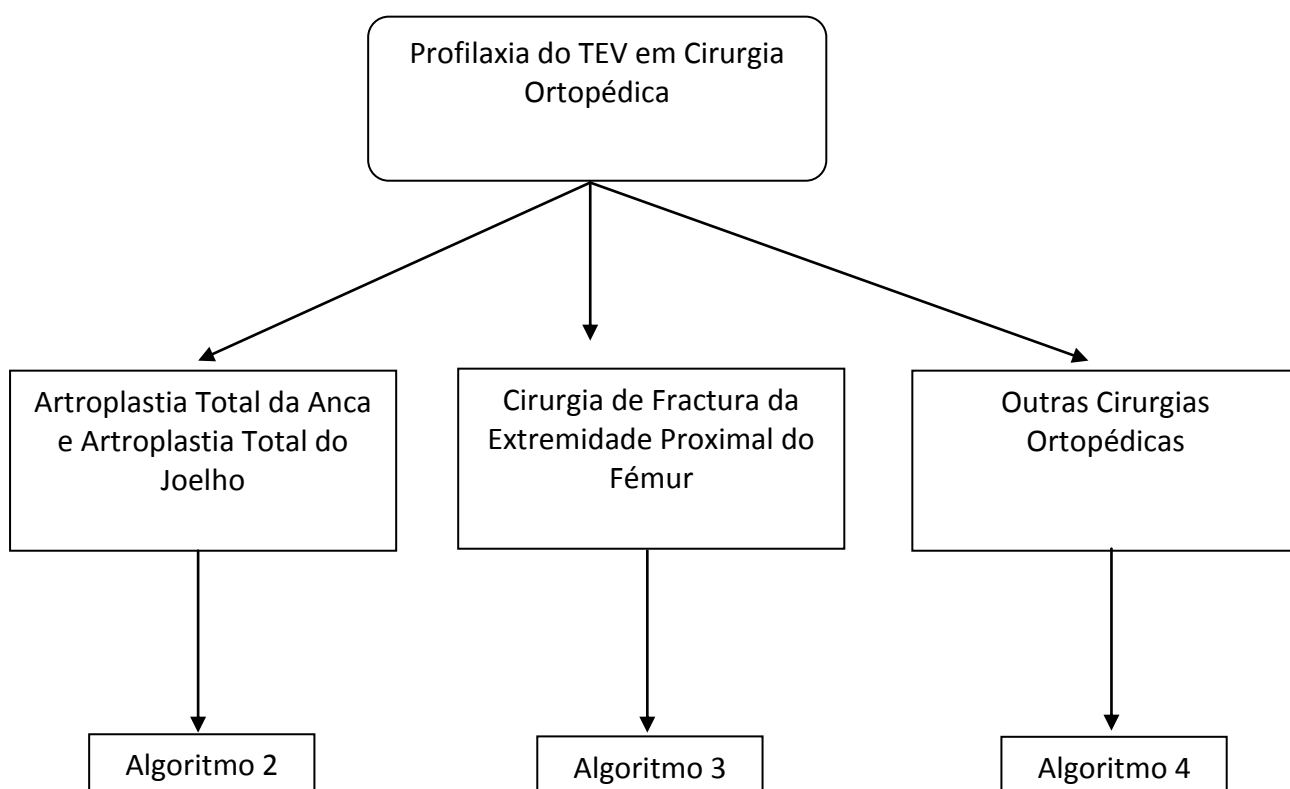 Profilaxia do TEV em Cirurgia
Ortopédica
Artroplastia Total da Anca
e Artroplastia Total do
Joelho
Cirurgia de Fractura da
Extremidade Proximal do
Fémur
Outras Cirurgias
Ortopédicas
Algoritmo 2
Algoritmo 3
Algoritmo 4